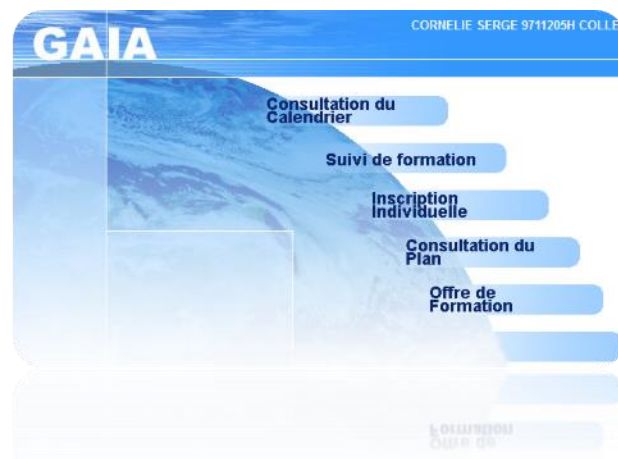 GAIA
CORNELIE SERGE 9711205H COLLE
Consultation du
Calendrier
Suivi de formation
Inscription
Individuelle
Consultation du
Plan
Offre de
Formation